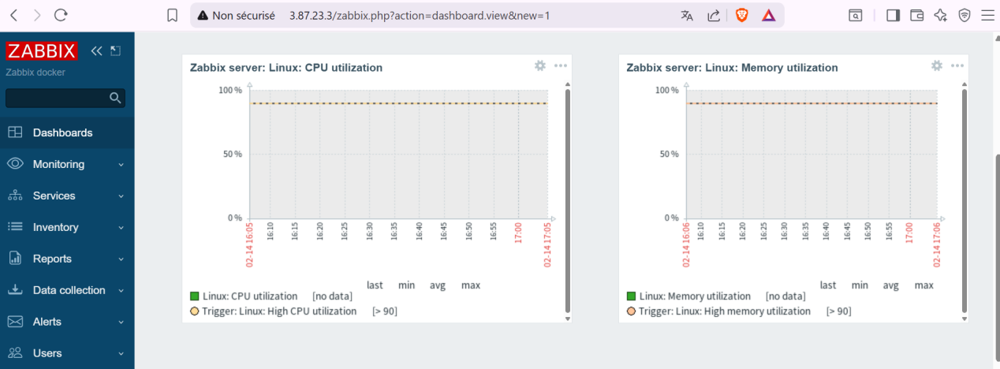 Non sécurisé 3.87.23.3/zabbix.php?action=dashboard.view&new=1
ZABBIX
Zabbix docker
Dashboards
Monitoring
Services
Inventory
Reports
Data collection
Alerts
Users
Zabbix server: Linux: CPU utilization
100 %
50 %
0 %
02-14 16:05
16:10
16:15
16:20
16:25
16:30
16:35
16:40
16:45
16:50
16:55
17:00
02-14 17:05
last min avg max
Linux: CPU utilization [no data]
Trigger: Linux: High CPU utilization [> 90]
Zabbix server: Linux: Memory utilization
100 %
50 %
0 %
02-14 16:06
16:10
16:15
16:20
16:25
16:30
16:35
16:40
16:45
16:50
16:55
17:00
02-14 17:06
last min avg max
Linux: Memory utilization [no data]
Trigger: Linux: High memory utilization [> 90]